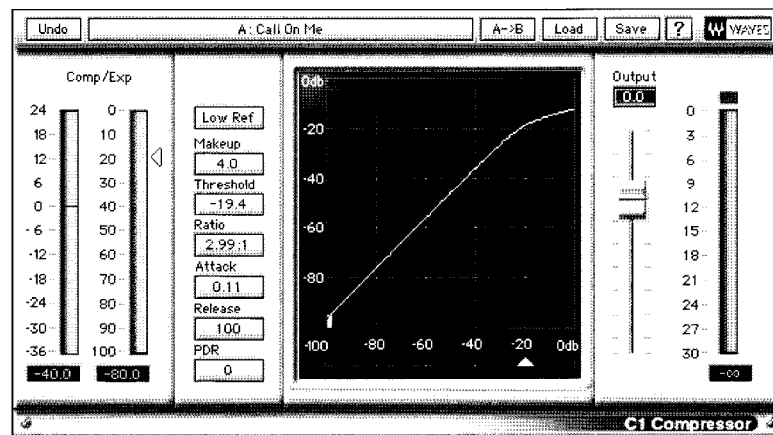 Undo
A: Call On Me
A->B
Load
Save
?
WAVES
Comp/Exp
24
18
12
6
0
-6
-12
-18
-24
-30
-36
-40.0
0
10
20
30
40
50
60
70
80
90
100
-80.0
Low Ref
Makeup
4.0
Threshold
-19.4
Ratio
2.99:1
Attack
0.11
Release
100
PDR
0
0db
-20
-40
-60
-80
-100 -80 -60 -40 -20 0db
Output
0.0
0
3
6
9
12
15
18
21
24
27
30
-∞
C1 Compressor